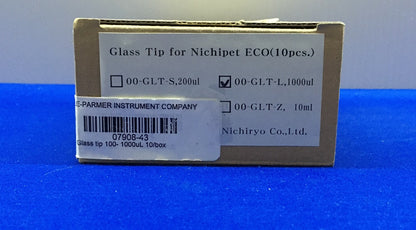 Glass Tip for Nichipet ECO(10pcs.)
00-GLT-S,200ul
00-GLT-L,1000ul
E-PARMER INSTRUMENT COMPANY
00-GLT-Z, 10ml
07908-43
Glass tip 100- 1000uL 10/box
Nichiryo Co.,Ltd.